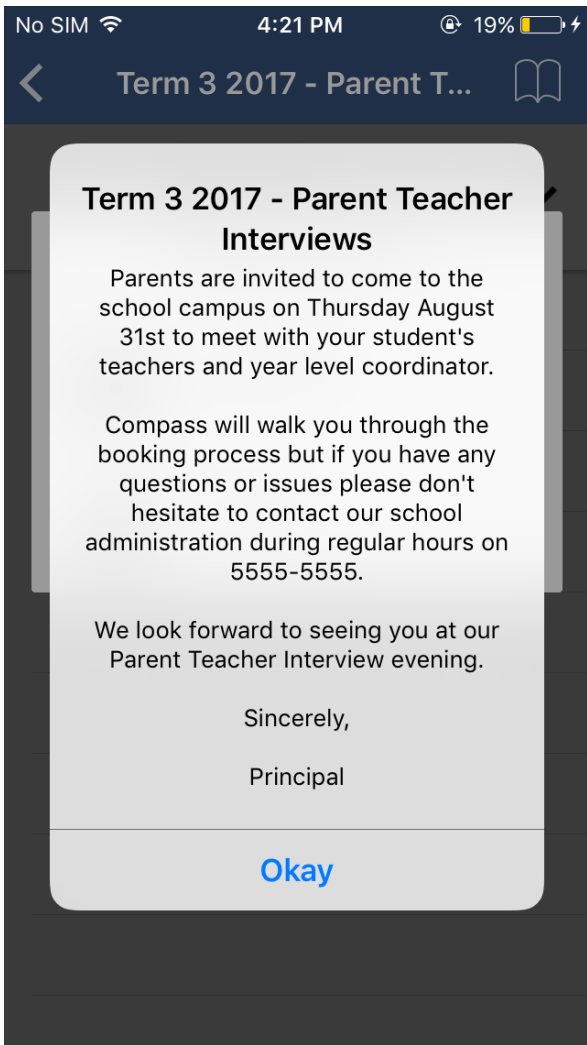 No SIM 4:21 PM 19%
Term 3 2017 - Parent T...
Term 3 2017 - Parent Teacher
Interviews
Parents are invited to come to the
school campus on Thursday August
31st to meet with your student's
teachers and year level coordinator.
Compass will walk you through the
booking process but if you have any
questions or issues please don't
hesitate to contact our school
administration during regular hours on
5555-5555.
We look forward to seeing you at our
Parent Teacher Interview evening.
Sincerely,
Principal
Okay